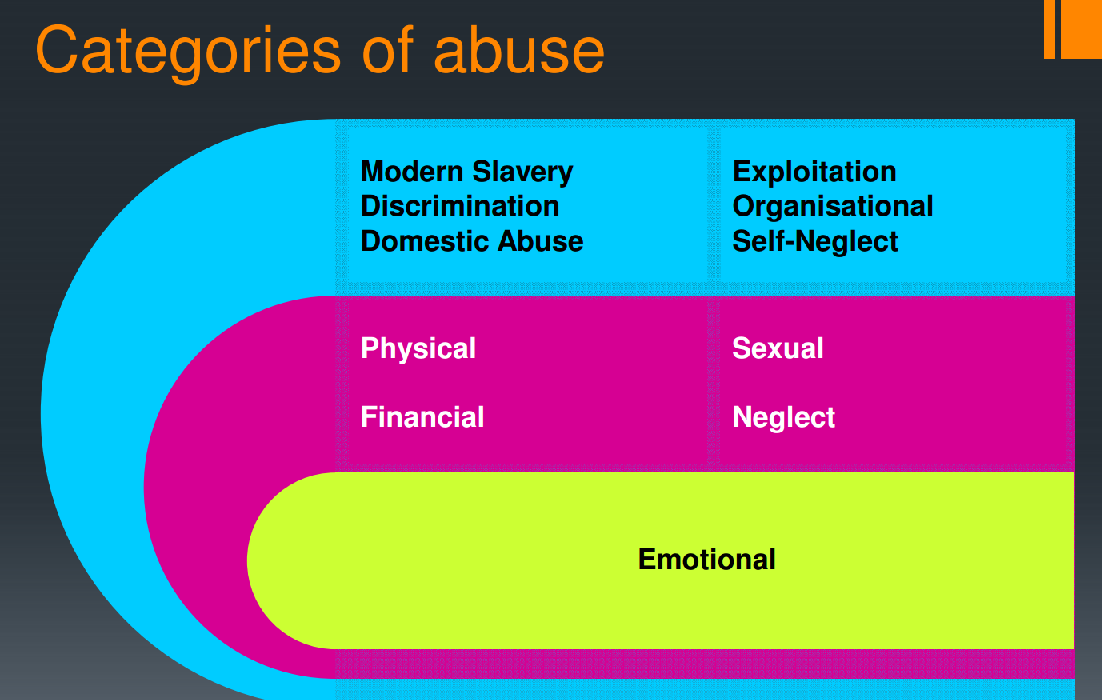 Categories of abuse
Modern Slavery
Discrimination
Domestic Abuse
Exploitation
Organisational
Self-Neglect
Physical
Sexual
Financial
Neglect
Emotional